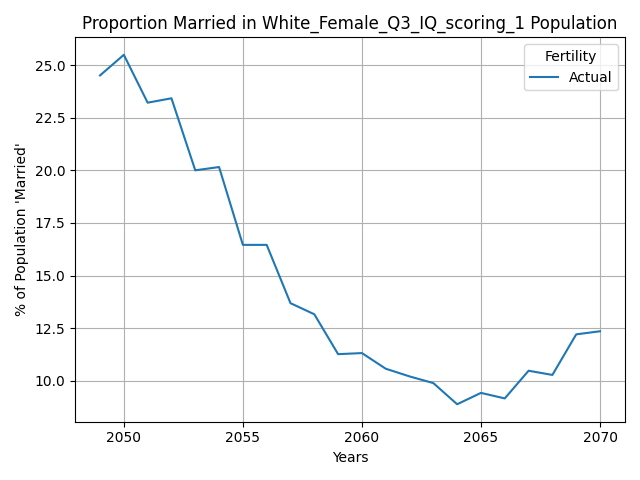 Proportion Married in White_Female_Q3_IQ_scoring_1 Population
Fertility
Actual
% of Population 'Married'
25.0
22.5
20.0
17.5
15.0
12.5
10.0
2050 2055 2060 2065 2070
Years